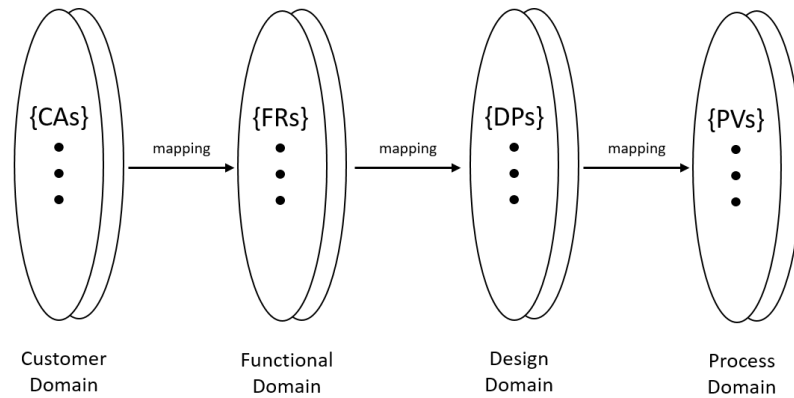 {CAs}
{FRs}
{DPs}
{PVs}
mapping
mapping
mapping
Customer
Domain
Functional
Domain
Design
Domain
Process
Domain